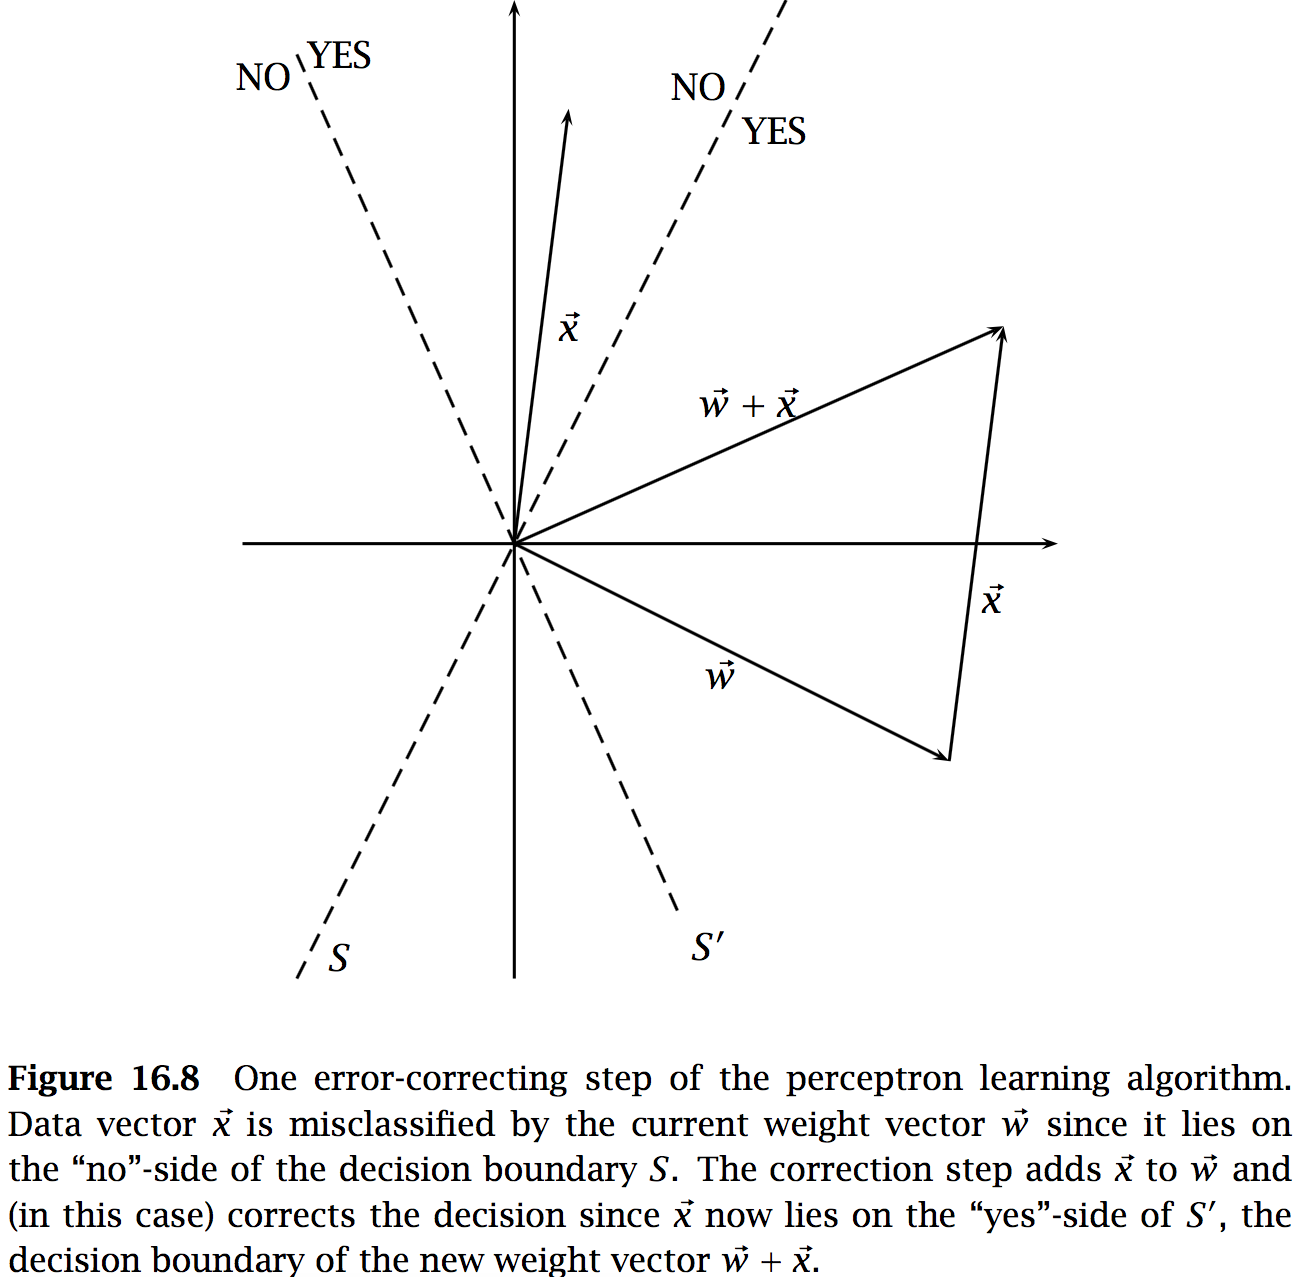 NO YES
NO
YES
x⃗
w⃗ + x⃗
x⃗
w⃗
S
S′
Figure 16.8 One error-correcting step of the perceptron learning algorithm.
Data vector x⃗ is misclassified by the current weight vector w⃗ since it lies on
the “no”-side of the decision boundary S. The correction step adds x⃗ to w⃗ and
(in this case) corrects the decision since x⃗ now lies on the “yes”-side of S′, the
decision boundary of the new weight vector w⃗ + x⃗.